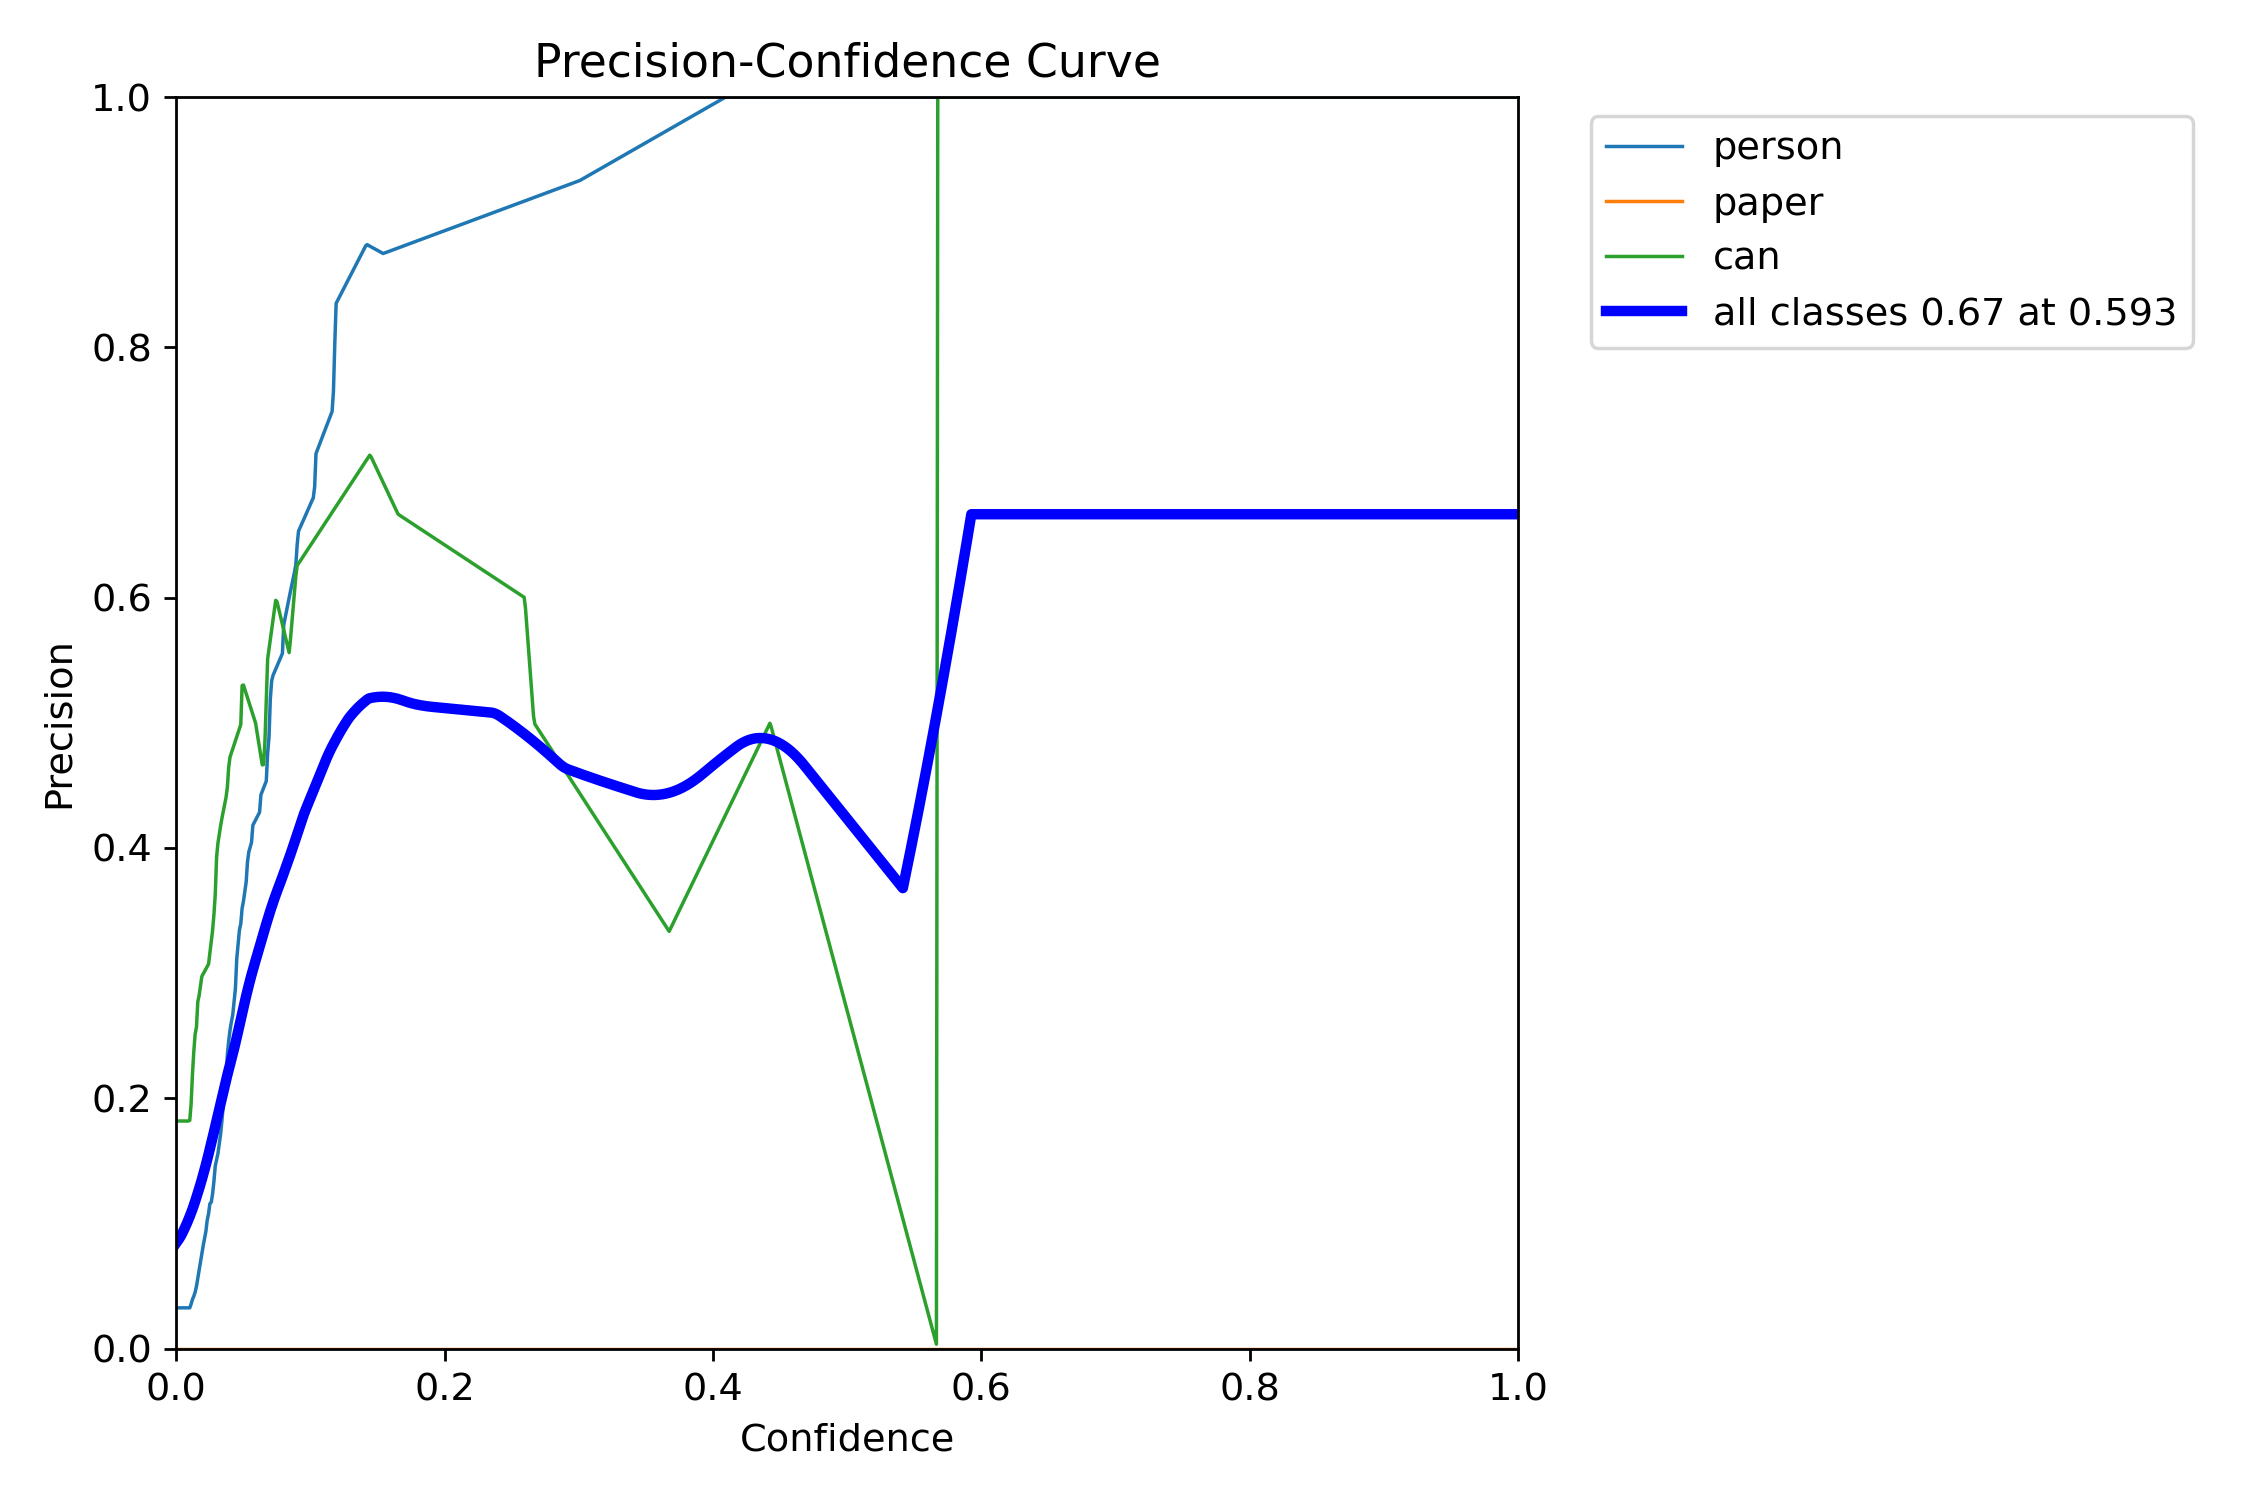 Precision-Confidence Curve
1.0
0.8
0.6
0.4
0.2
0.0
Precision
0.0 0.2 0.4 0.6 0.8 1.0
Confidence
person
paper
can
all classes 0.67 at 0.593